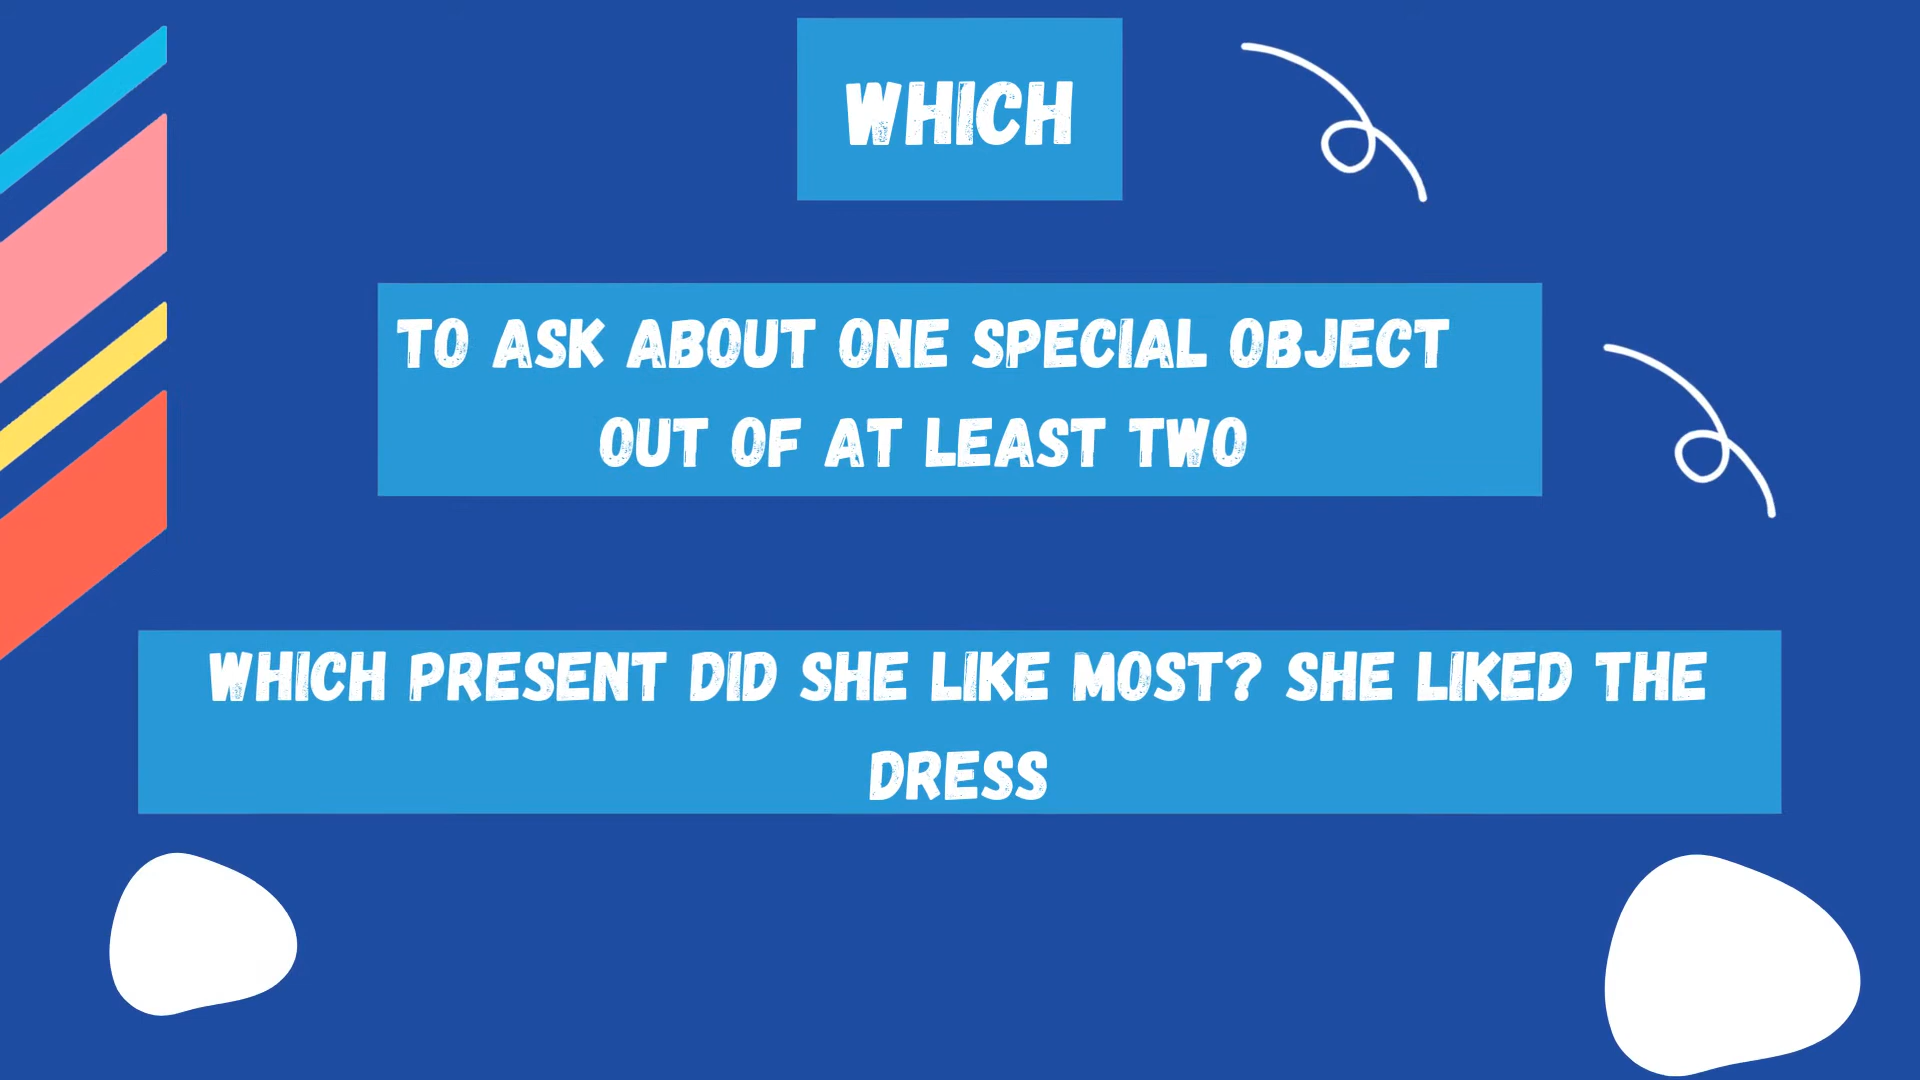 WHICH
TO ASK ABOUT ONE SPECIAL OBJECT
OUT OF AT LEAST TWO
WHICH PRESENT DID SHE LIKE MOST? SHE LIKED THE
DRESS